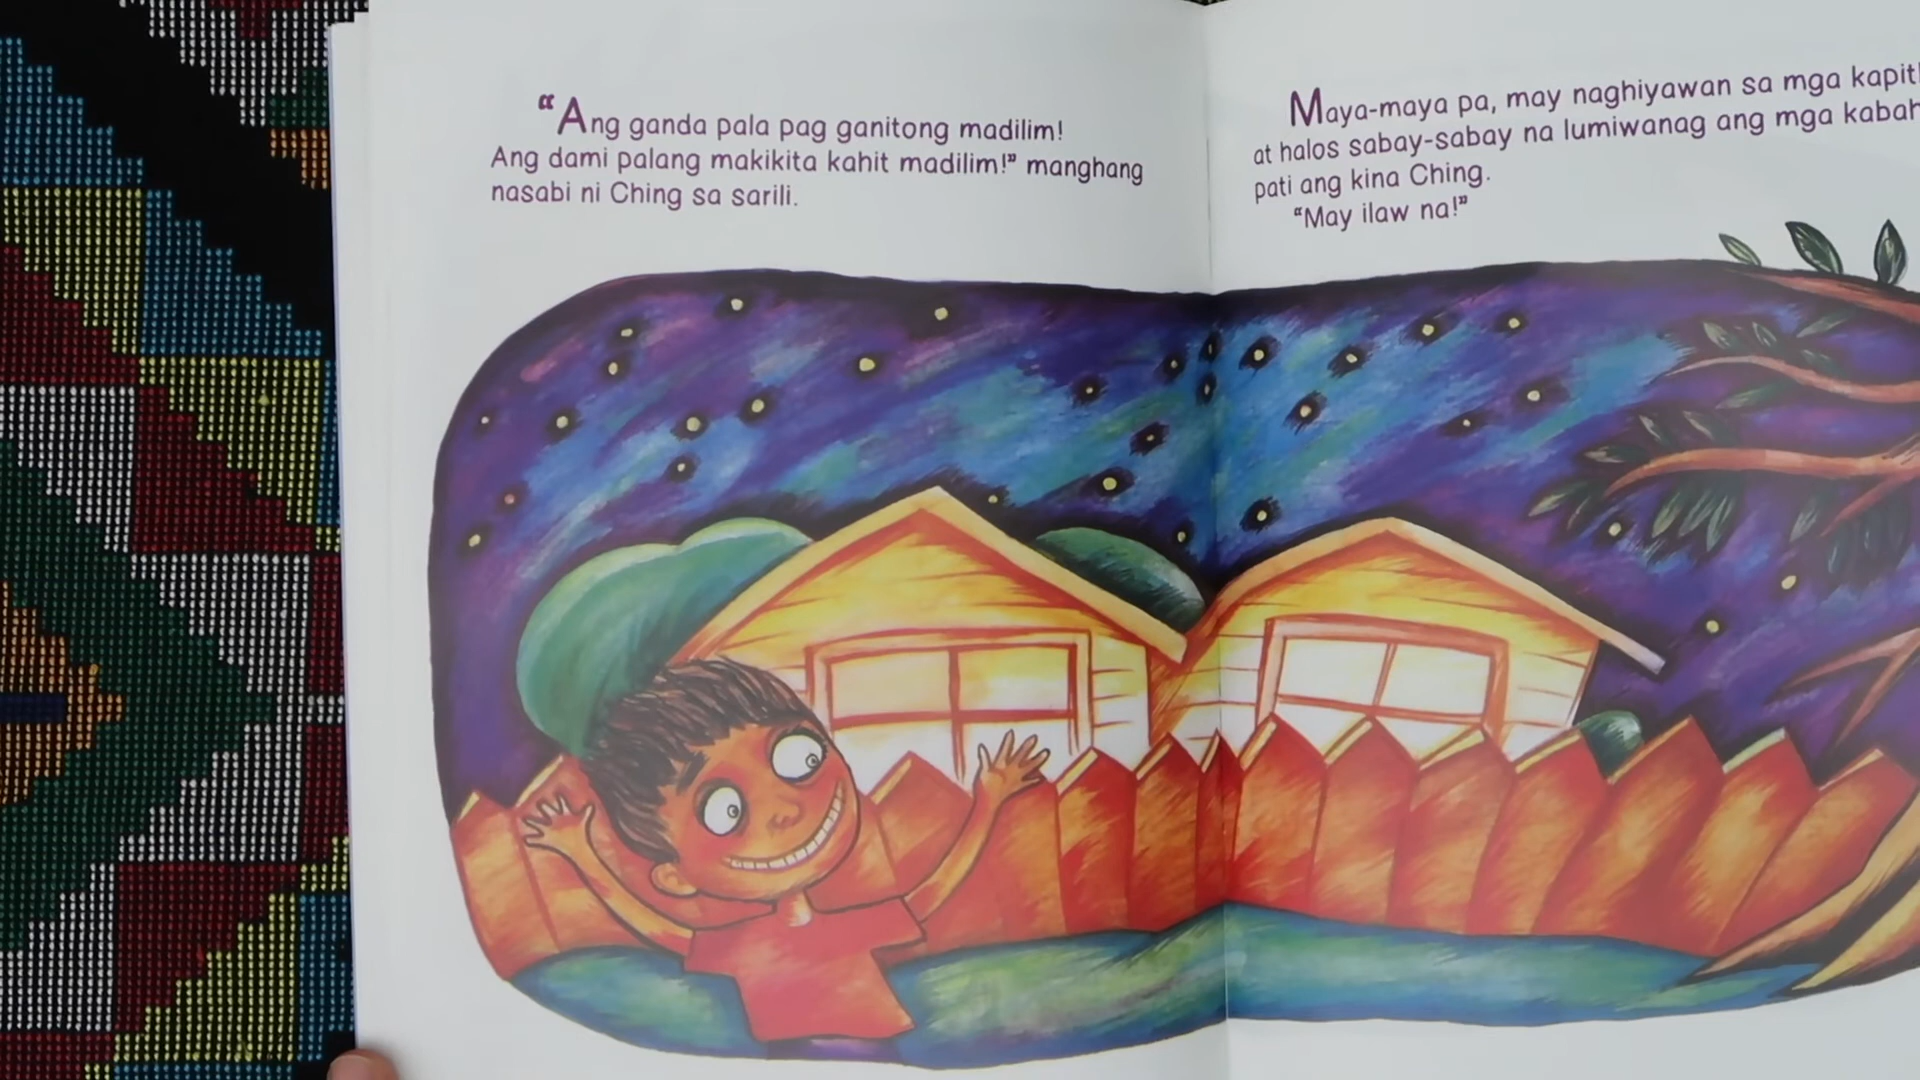 “Ang ganda pala pag ganitong madilim!
Ang dami palang makikita kahit madilim!” manghang
nasabi ni Ching sa sarili.
Maya-maya pa, may naghiyawan sa mga
at halos sabay-sabay na lumiwanag ang mga
pati ang kina Ching.
“May ilaw na!”